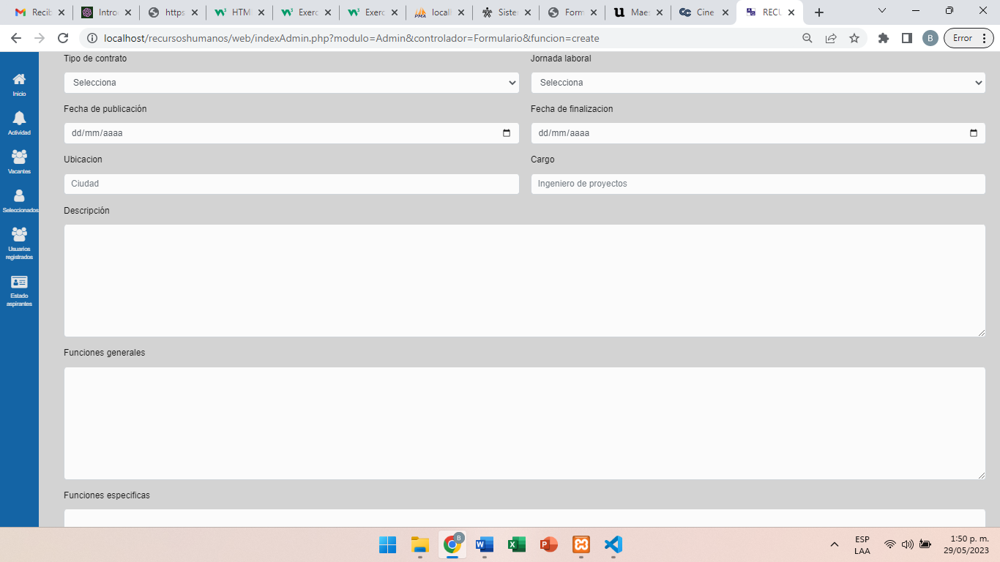 Recib
Intro
https
HTM
Exerc
Exerc
locall
Siste
Form
Maes
Cine
RECU
localhost/recursoshumanos/web/indexAdmin.php?modulo=Admin&controlador=Formulario&funcion=create
B
Error
Inicio
Actividad
Vacantes
Seleccionados
Usuarios
registrados
Estado
aspirantes
Tipo de contrato
Jornada laboral
Selecciona
Selecciona
Fecha de publicación
Fecha de finalizacion
dd/mm/aaaa
dd/mm/aaaa
Ubicacion
Cargo
Ciudad
Ingeniero de proyectos
Descripción
Funciones generales
Funciones especificas
ESP
LAA
1:50 p. m.
29/05/2023